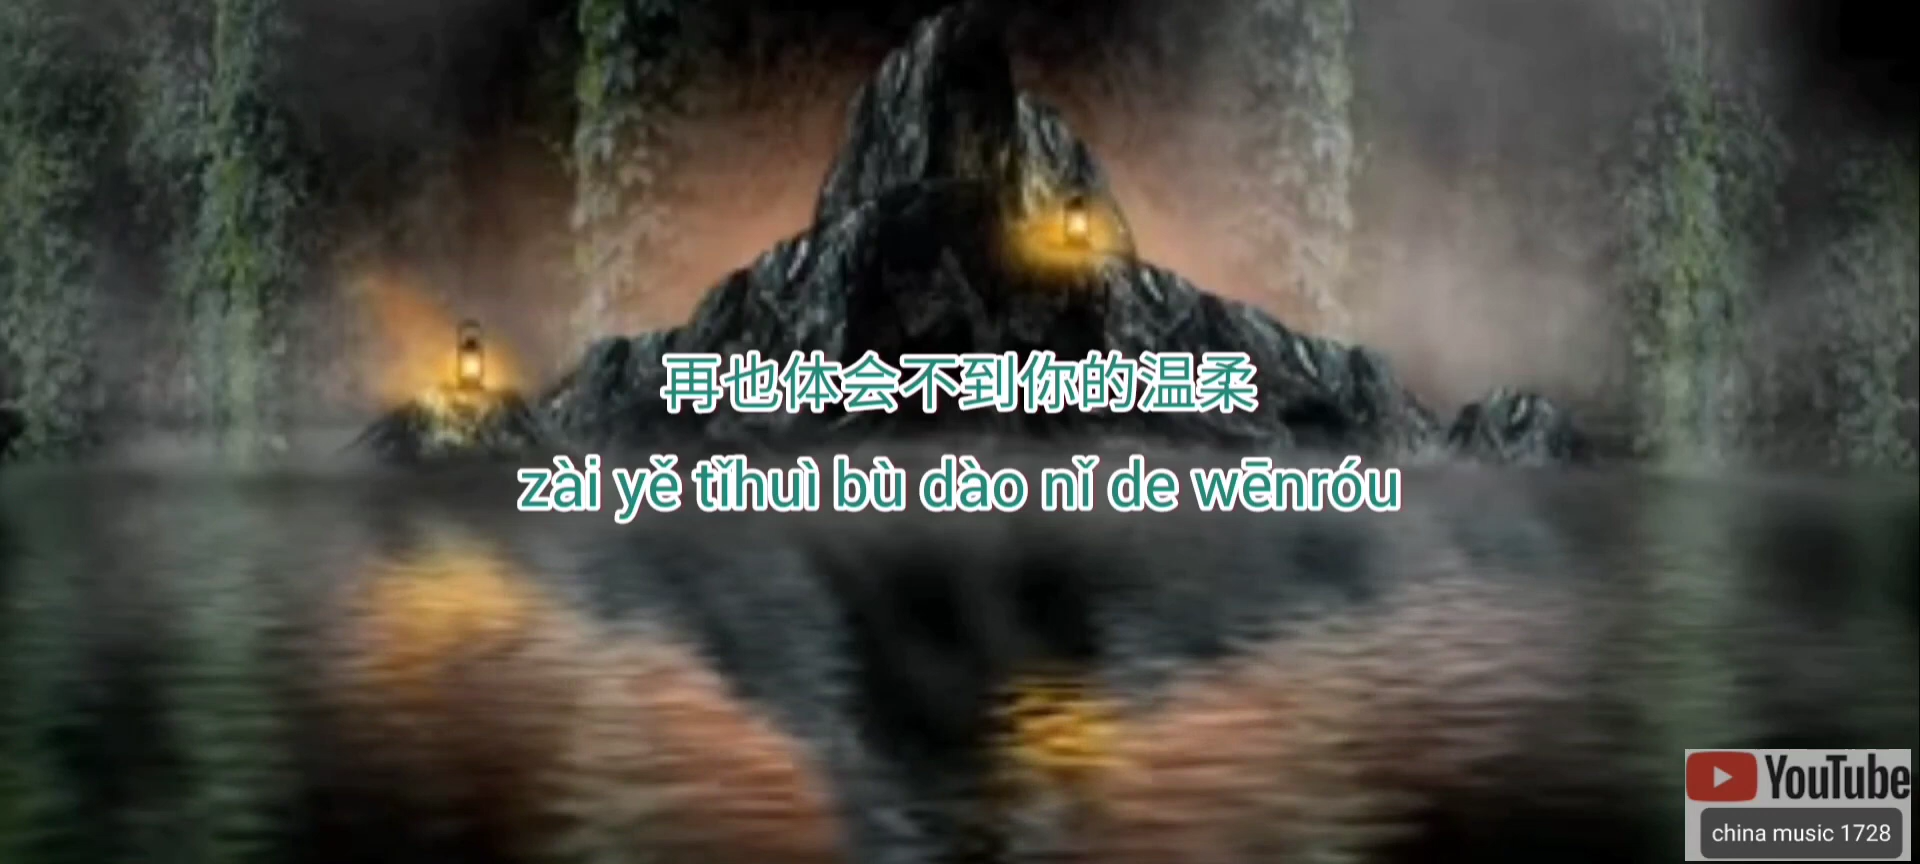 再也体会不到你的温柔
zài yě tǐhuì bù dào nǐ de wēnróu
YouTube
china music 1728